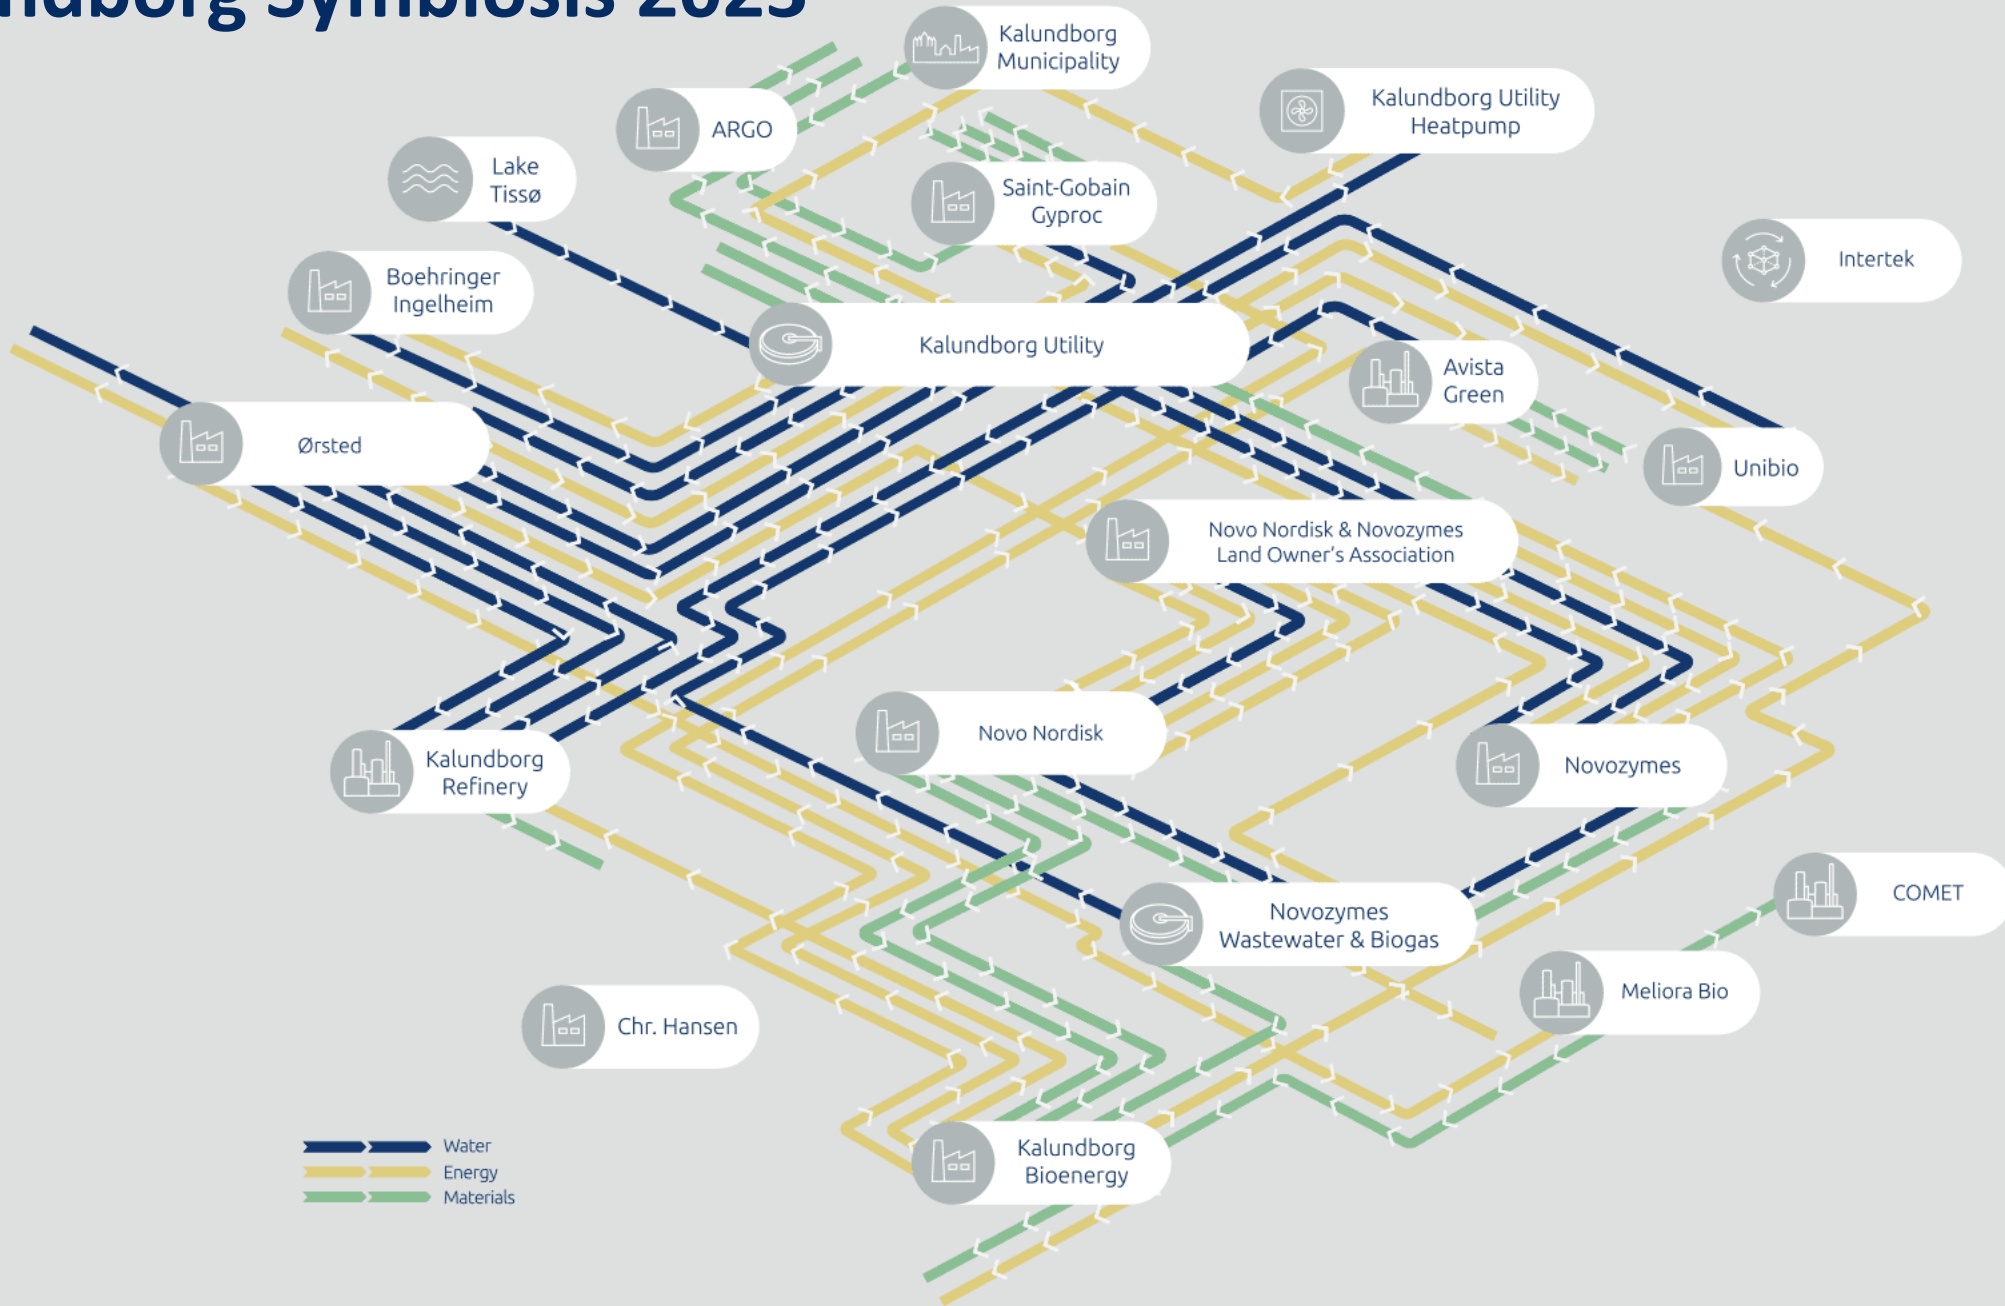 Symbiosis 2023
Kalundborg
Municipality
Kalundborg Utility
Heatpump
ARGO
Lake
Tissø
Saint-Gobain
Gyproc
Intertek
Boehringer
Ingelheim
Kalundborg Utility
Avista
Green
Ørsted
Unibio
Novo Nordisk & Novozymes
Land Owner's Association
Novo Nordisk
Kalundborg
Refinery
Novozymes
COMET
Novozymes
Wastewater & Biogas
Meliora Bio
Chr. Hansen
Kalundborg
Bioenergy
Water
Energy
Materials